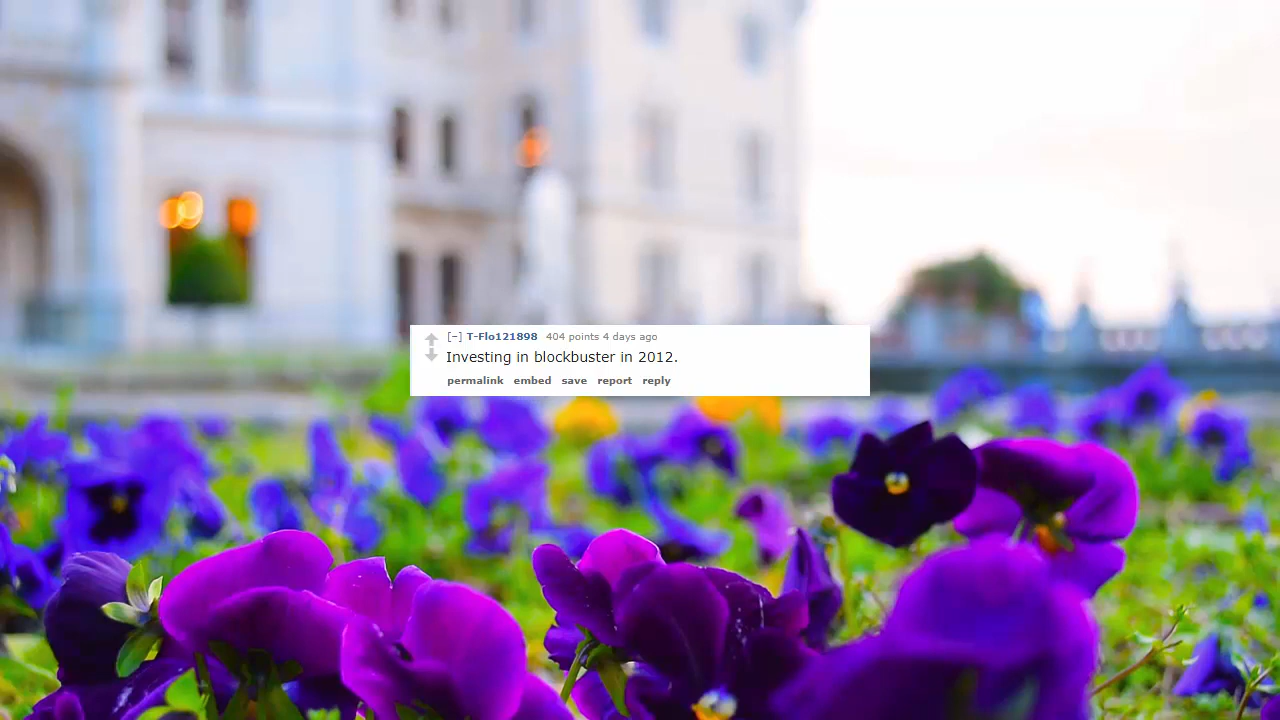 [–] T-Flo121898 404 points 4 days ago
Investing in blockbuster in 2012.
permalink embed save report reply